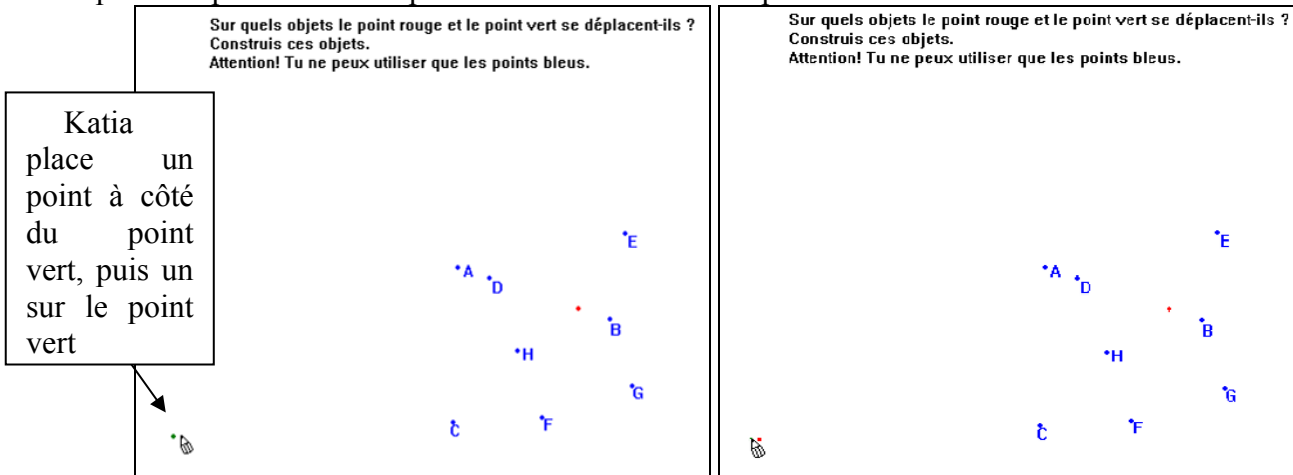 Sur quels objets le point rouge et le point vert se déplacent-ils ?
Construis ces objets.
Attention! Tu ne peux utiliser que les points bleus.
Katia
place un
point à côté
du point
vert, puis un
sur le point
vert
E
A
D
B
H
G
C
F
Sur quels objets le point rouge et le point vert se déplacent-ils ?
Construis ces objets.
Attention! Tu ne peux utiliser que les points bleus.
E
A
D
B
H
G
C
F